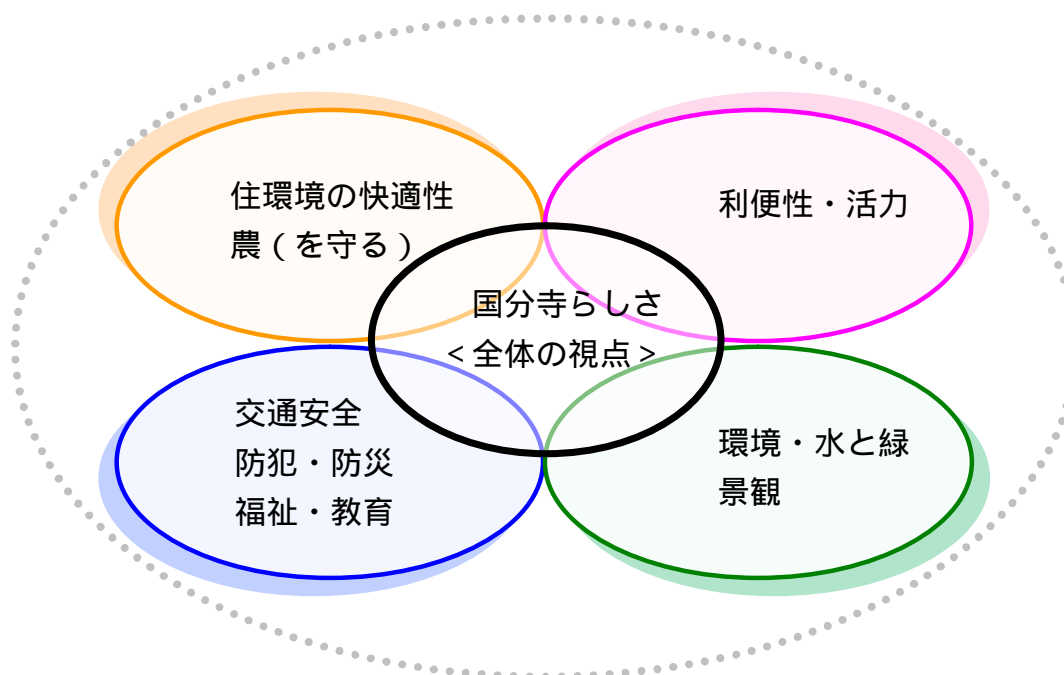 住環境の快適性
農（を守る）
利便性・活力
国分寺らしさ
＜全体の視点＞
交通安全
防犯・防災
福祉・教育
環境・水と緑
景観